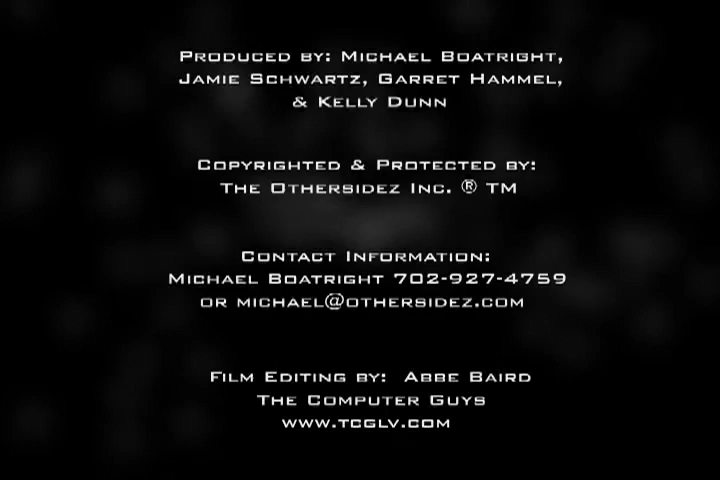 Produced by: Michael Boatright,
Jamie Schwartz, Garret Hammel,
& Kelly Dunn
Copyrighted & Protected by:
The Othersidez Inc. ® TM
Contact Information:
Michael Boatright 702-927-4759
or michael@othersidez.com
Film Editing by: Abbe Baird
The Computer Guys
www.tcglv.com